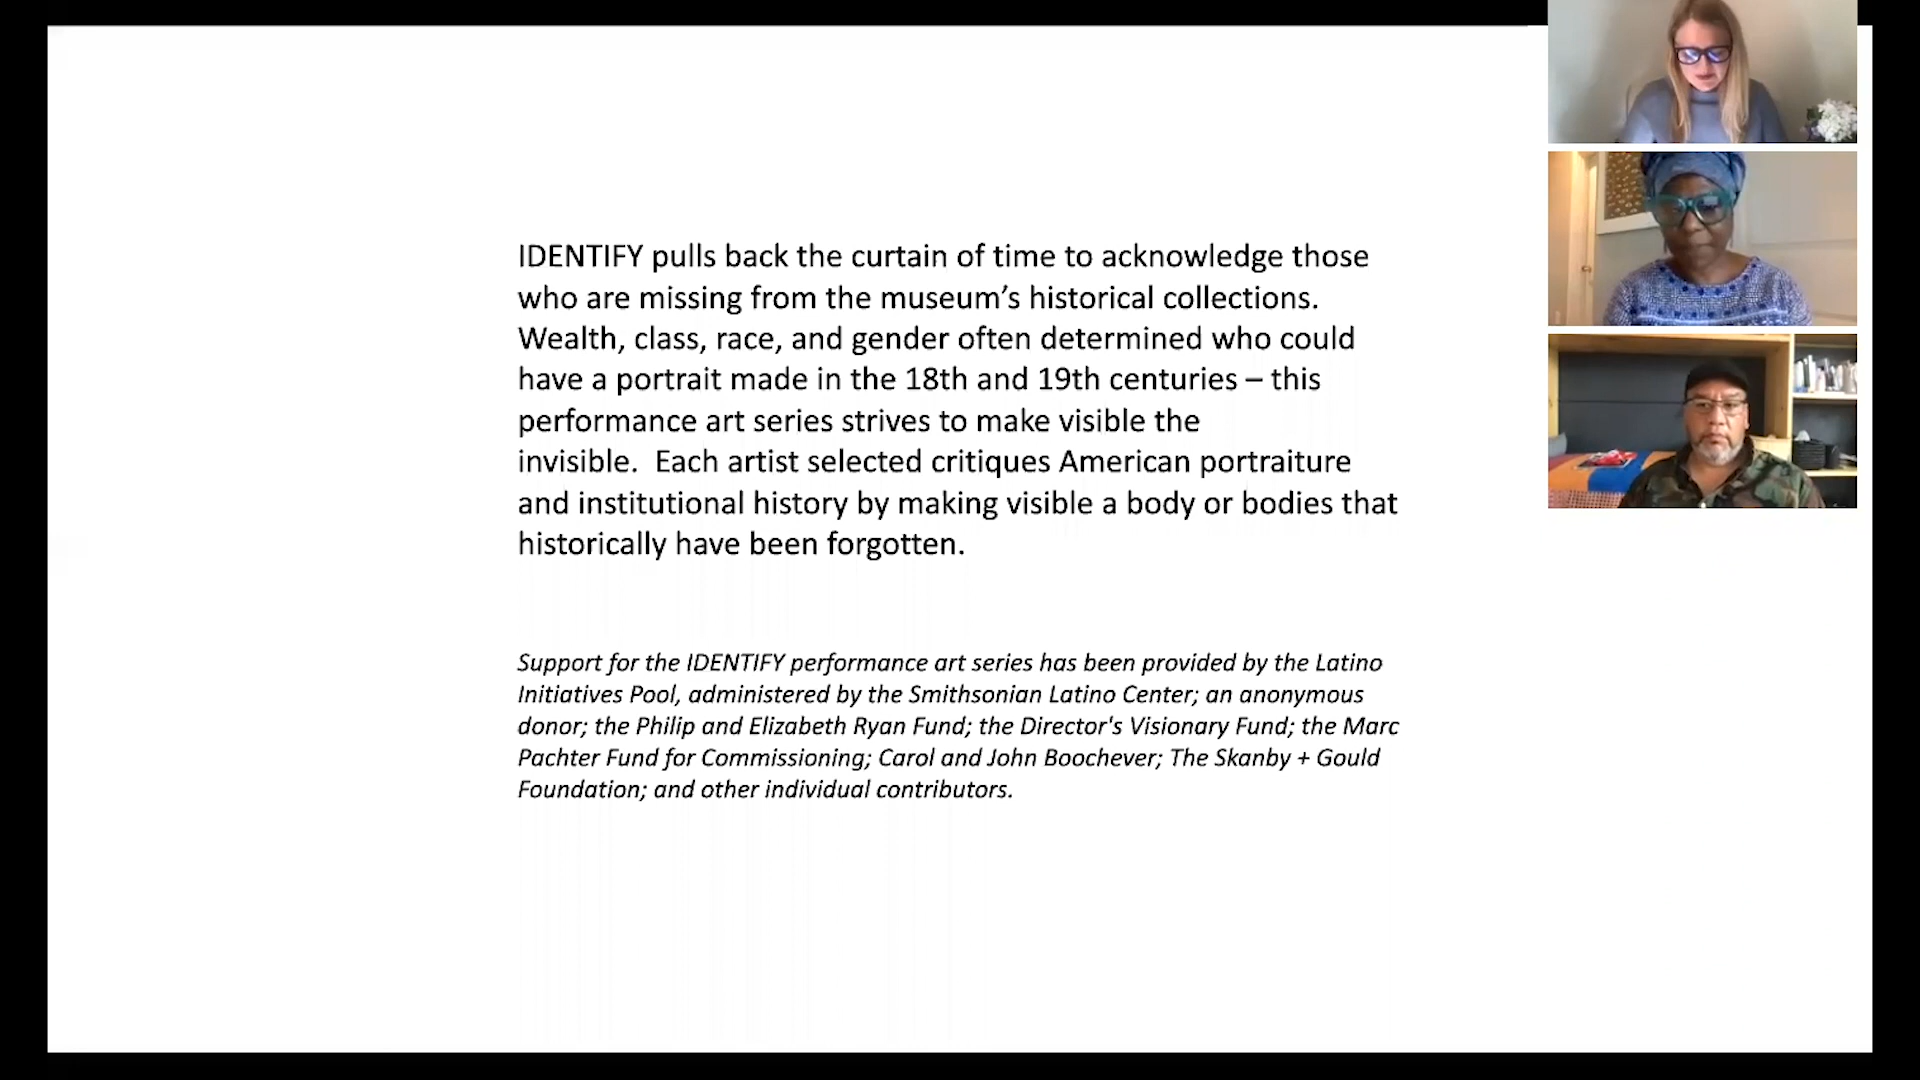 IDENTIFY pulls back the curtain of time to acknowledge those
who are missing from the museum’s historical collections.
Wealth, class, race, and gender often determined who could
have a portrait made in the 18th and 19th centuries – this
performance art series strives to make visible the
invisible.  Each artist selected critiques American portraiture
and institutional history by making visible a body or bodies that
historically have been forgotten.
Support for the IDENTIFY performance art series has been provided by the Latino
Initiatives Pool, administered by the Smithsonian Latino Center; an anonymous
donor; the Philip and Elizabeth Ryan Fund; the Director's Visionary Fund; the Marc
Pachter Fund for Commissioning; Carol and John Boochever; The Skanby + Gould
Foundation; and other individual contributors.